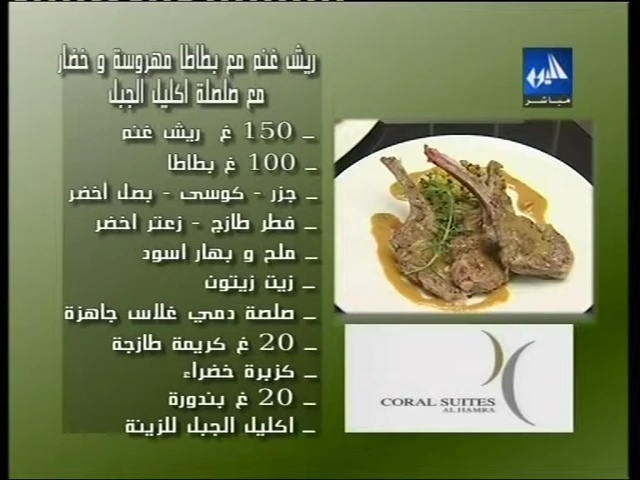 ريش غنم مع بطاطا مهروسة و خضار
مع صلصلة اكليل الجبل
_ 150 غ ريش غنم
_ 100 غ بطاطا
_ جزر - كوسى - بصل أخضر
_ فطر طازج - زعتر اخضر
_ ملح و بهار اسود
_ زيت زيتون
_ صلصة دمي غلاس جاهزة
_ 20 غ كريمة طازجة
_ كزبرة خضراء
_ 20 غ بندورة
_ اكليل الجبل للزينة
مباشر
CORAL SUITES
AL HAMRA